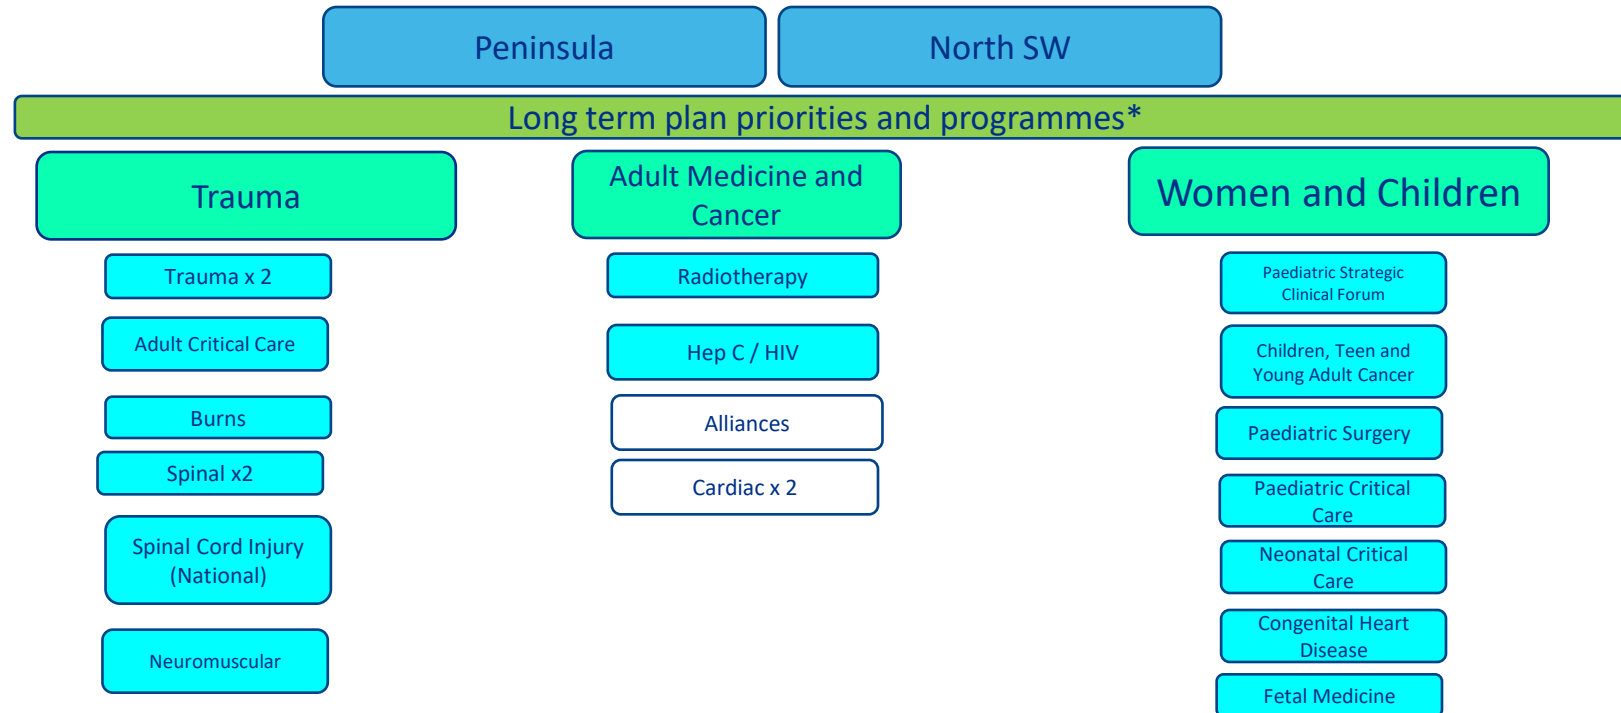 Peninsula
North SW
Long term plan priorities and programmes*
Trauma
Trauma x 2
Adult Critical Care
Burns
Spinal x2
Spinal Cord Injury
(National)
Neuromuscular
Adult Medicine and
Cancer
Radiotherapy
Hep C / HIV
Alliances
Cardiac x 2
Women and Children
Paediatric Strategic
Clinical Forum
Children, Teen and
Young Adult Cancer
Paediatric Surgery
Paediatric Critical
Care
Neonatal Critical
Care
Congenital Heart
Disease
Fetal Medicine